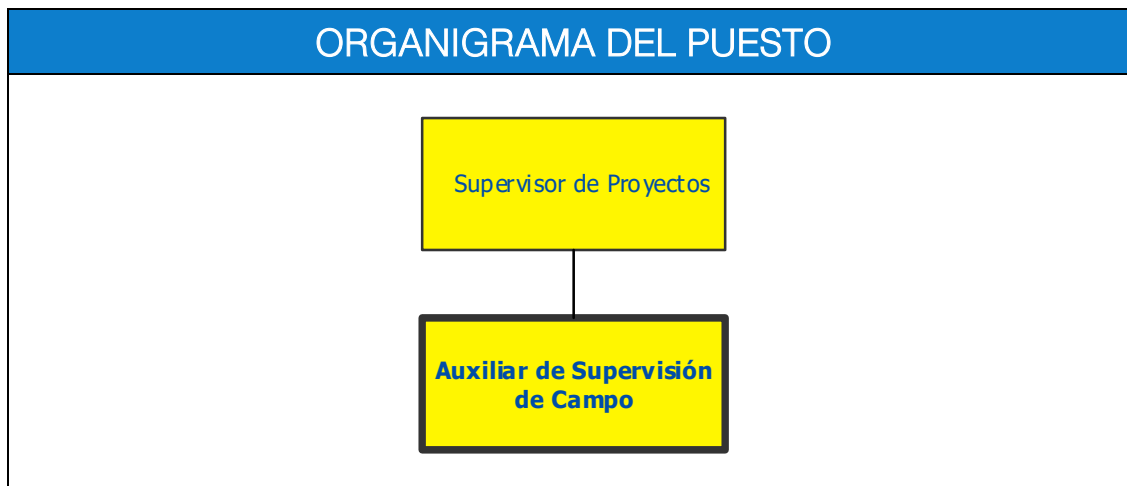 ORGANIGRAMA DEL PUESTO
Supervisor de Proyectos
Auxiliar de Supervisión
de Campo